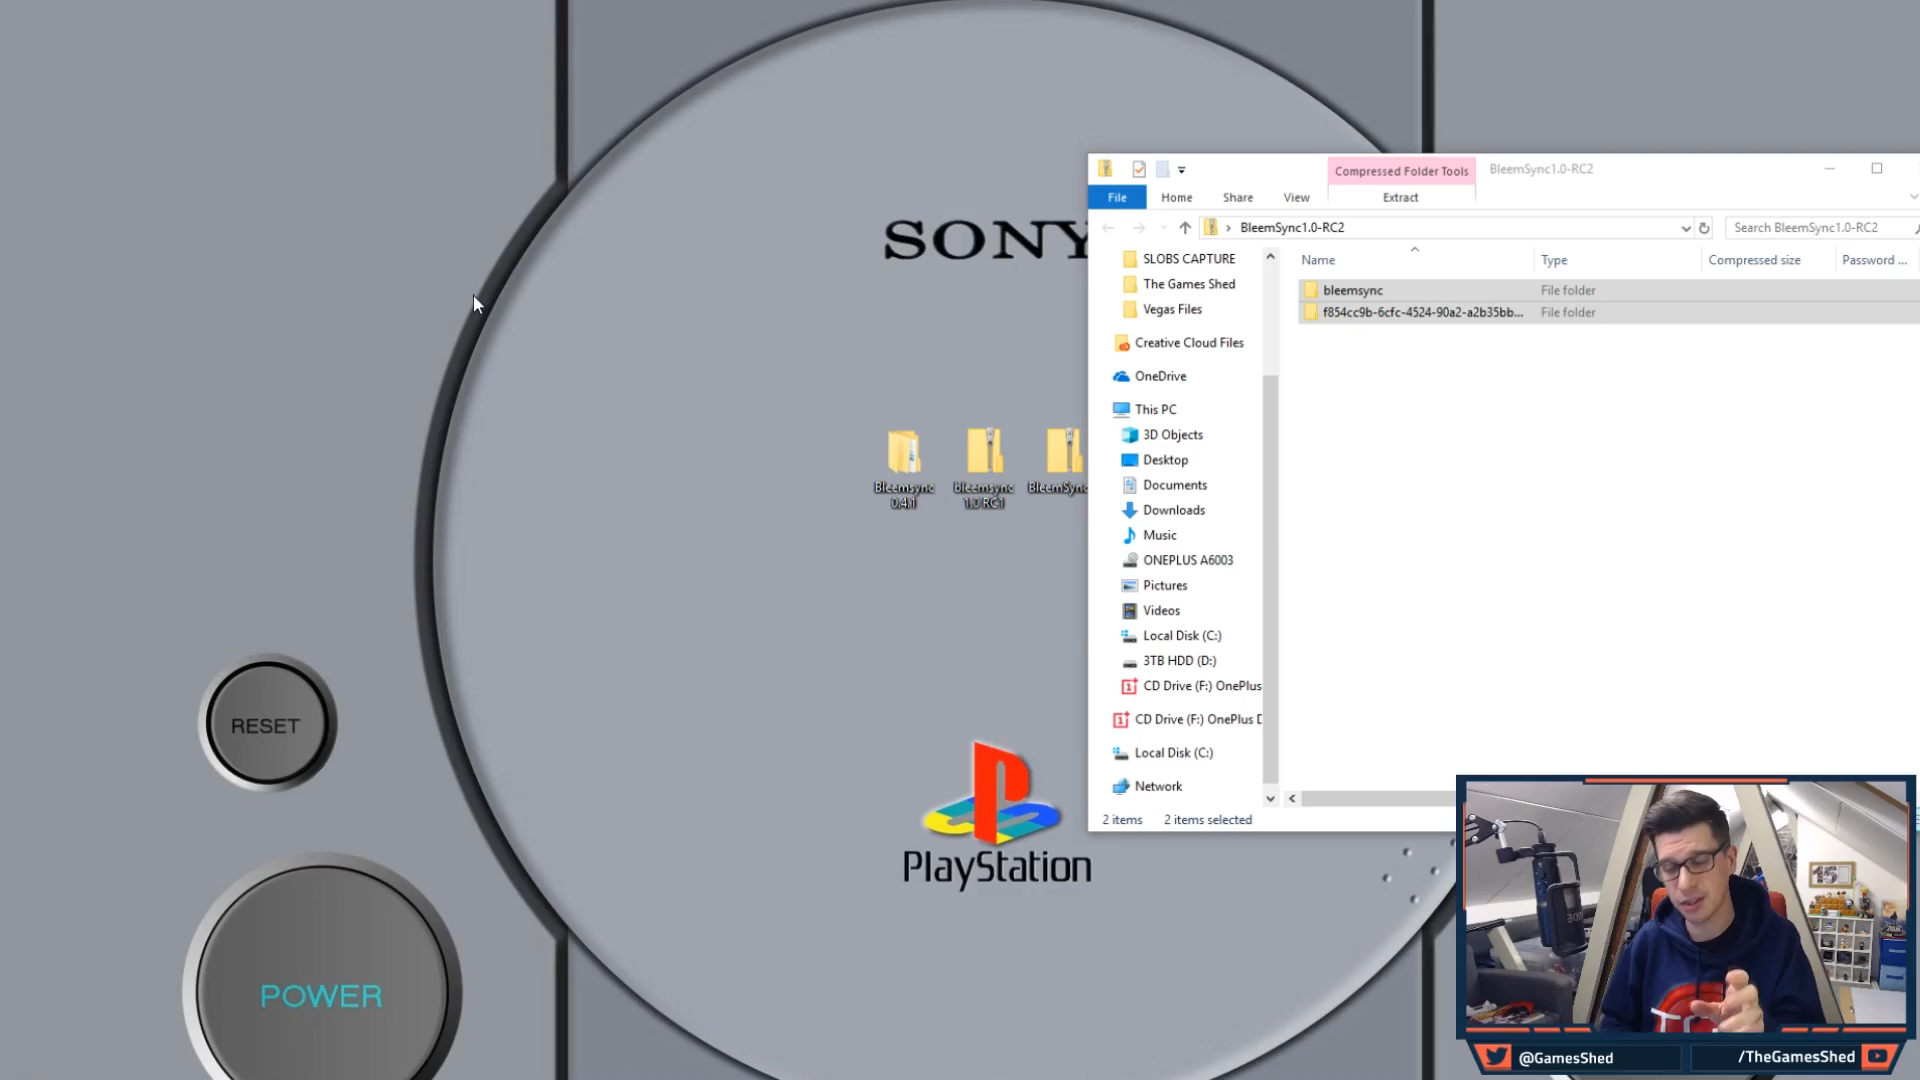 SONY
Bleemsync
0.4.1
bleemsync
1.0 RC1
BleemSync
RESET
POWER
PlayStation
Compressed Folder Tools
BleemSync1.0-RC2
File
Home
Share
View
Extract
BleemSync1.0-RC2
Search BleemSync1.0-RC2
SLOBS CAPTURE
The Games Shed
Vegas Files
Creative Cloud Files
OneDrive
This PC
3D Objects
Desktop
Documents
Downloads
Music
ONEPLUS A6003
Pictures
Videos
Local Disk (C:)
3TB HDD (D:)
CD Drive (F:) OnePlus
CD Drive (F:) OnePlus D
Local Disk (C:)
Network
Name
Type
Compressed size
Password ...
bleemsync
File folder
f854cc9b-6cfc-4524-90a2-a2b35bb...
File folder
2 items
2 items selected
@GamesShed
/TheGamesShed